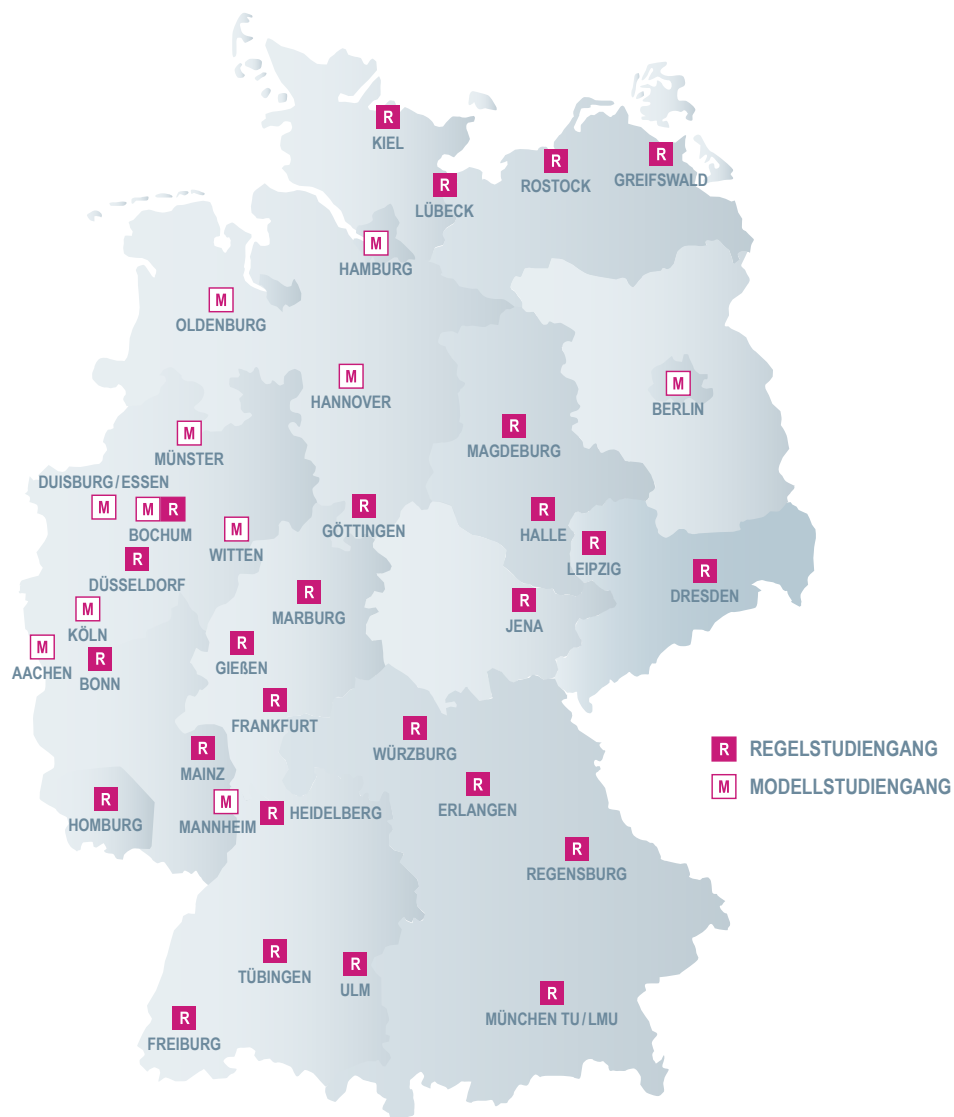 R
KIEL
R
ROSTOCK
R
GREIFSWALD
R
LÜBECK
M
HAMBURG
M
OLDENBURG
M
HANNOVER
M
BERLIN
R
MAGDEBURG
M
MÜNSTER
DUISBURG/ESSEN
M
M R
BOCHUM
M
WITTEN
R
GÖTTINGEN
R
HALLE
R
LEIPZIG
R
DRESDEN
R
DÜSSELDORF
R
MARBURG
R
JENA
M
KÖLN
M
AACHEN
R
BONN
R
GIEßEN
R
FRANKFURT
R
WÜRZBURG
R
MAINZ
R
HOMBURG
M
MANNHEIM
R HEIDELBERG
R
ERLANGEN
R
REGENSBURG
R
TÜBINGEN
R
ULM
R
MÜNCHEN TU/LMU
R
FREIBURG
R REGELSTUDIENGANG
M MODELLSTUDIENGANG